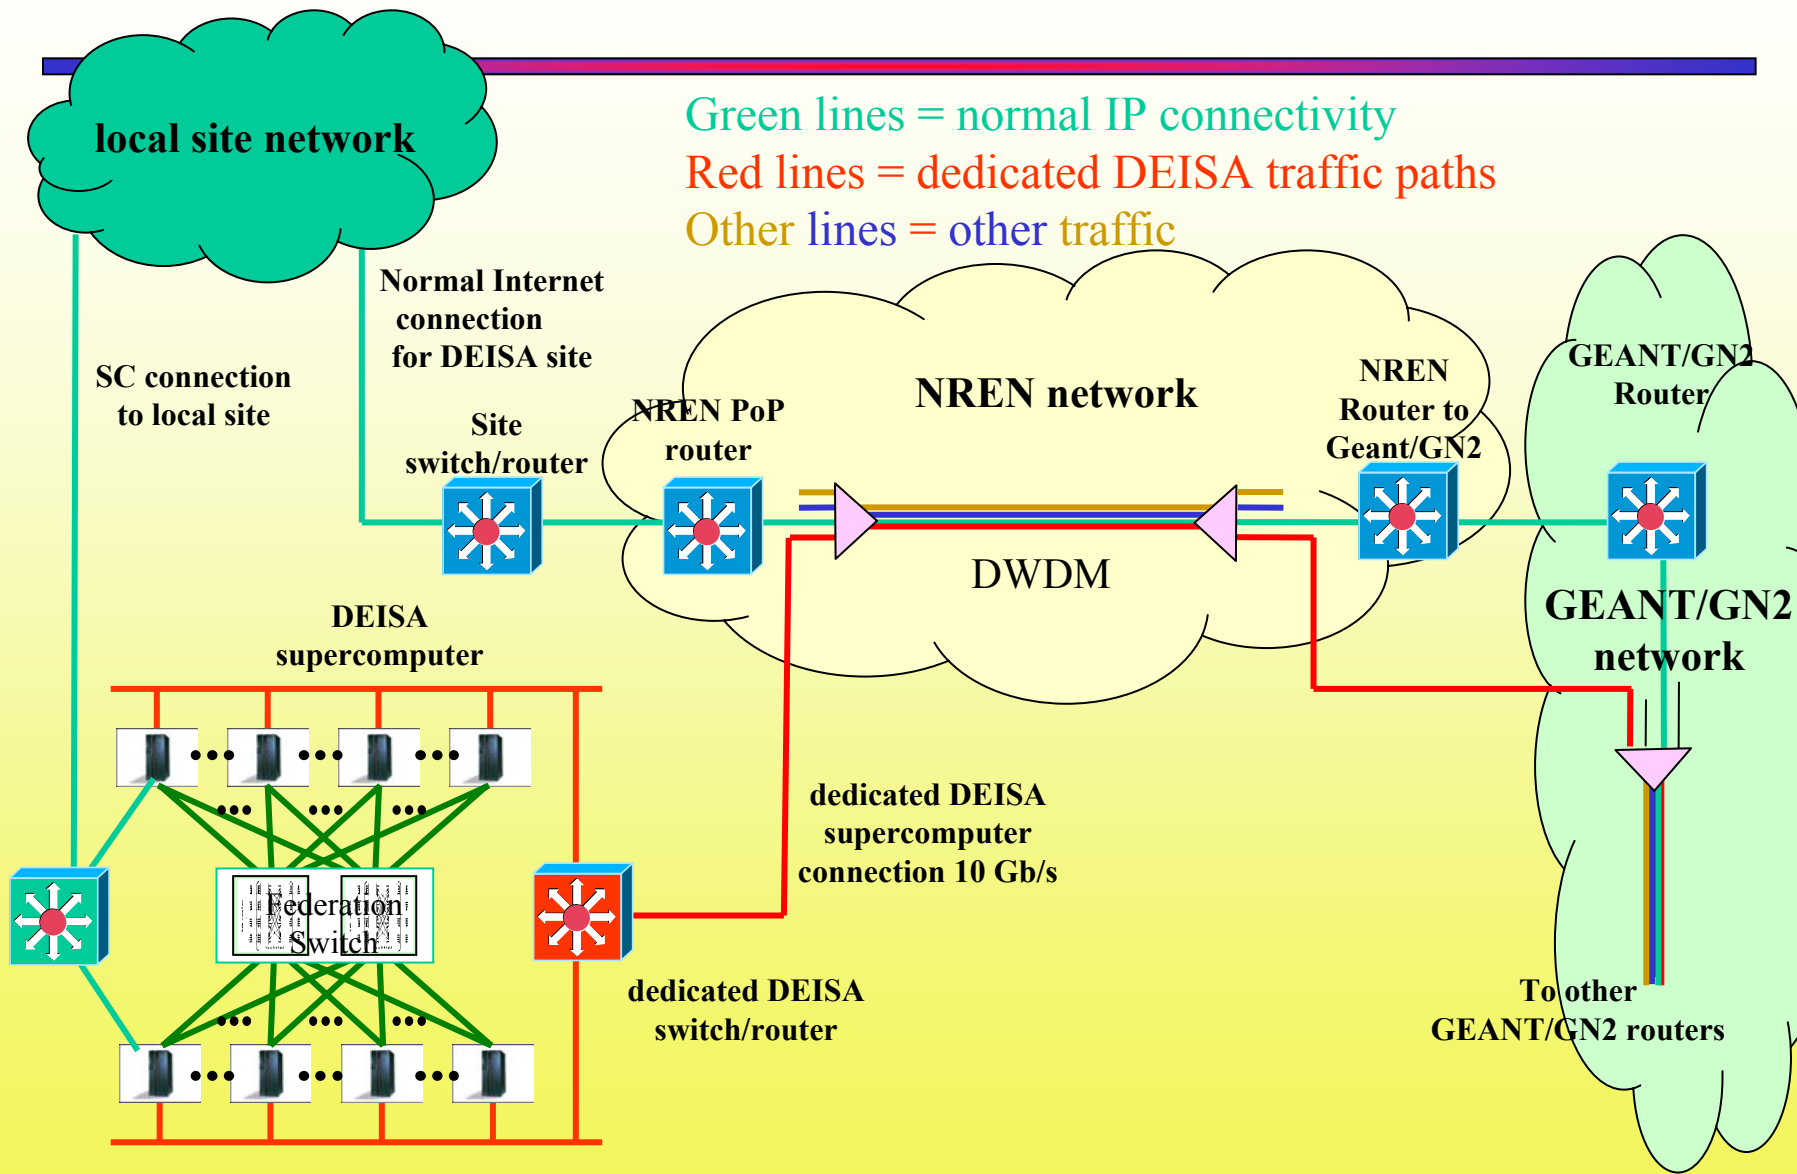 local site network
Green lines = normal IP connectivity
Red lines = dedicated DEISA traffic paths
Other lines = other traffic
Normal Internet
connection
for DEISA site
SC connection
to local site
Site
switch/router
NREN PoP
router
NREN network
NREN
Router to
Geant/GN2
GEANT/GN2
Router
DWDM
GEANT/GN2
network
DEISA
supercomputer
dedicated DEISA
supercomputer
connection 10 Gb/s
Federation
Switch
dedicated DEISA
switch/router
To other
GEANT/GN2 routers